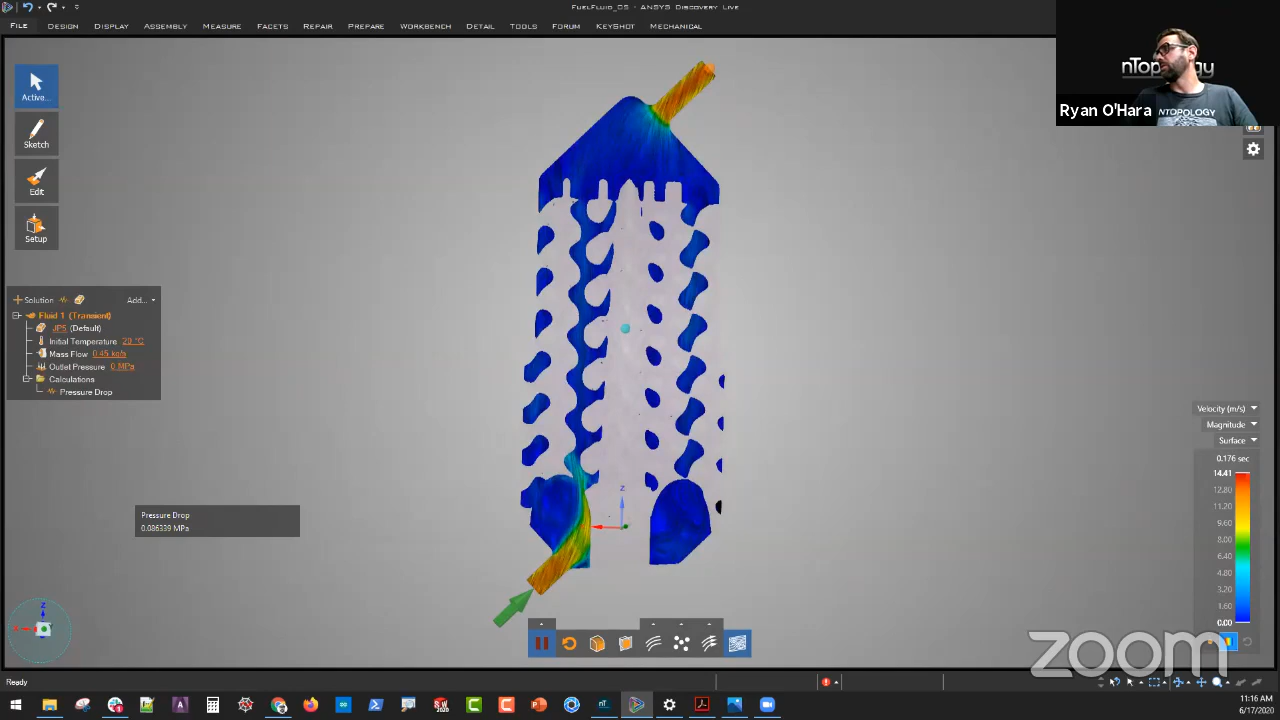 FuelFluid_05 - ANSYS Discovery Live
FILE DESIGN DISPLAY ASSEMBLY MEASURE FACETS REPAIR PREPARE WORKBENCH DETAIL TOOLS FORUM KEYSHOT MECHANICAL
nTopology
NTOPOLOGY
Ryan O'Hara
Active...
Sketch
Edit
Setup
Solution Add...
Fluid 1 (Transient)
JP5 (Default)
Initial Temperature 20 °C
Mass Flow 0.45 kg/s
Outlet Pressure 0 MPa
Calculations
Pressure Drop
Pressure Drop
0.086339 MPa
Velocity (m/s)
Magnitude
Surface
0.176 sec
14.41
12.80
11.20
9.60
8.00
6.40
4.80
3.20
1.60
0.00
Z
Z
X
zoom
Ready
11:16 AM
6/17/2020